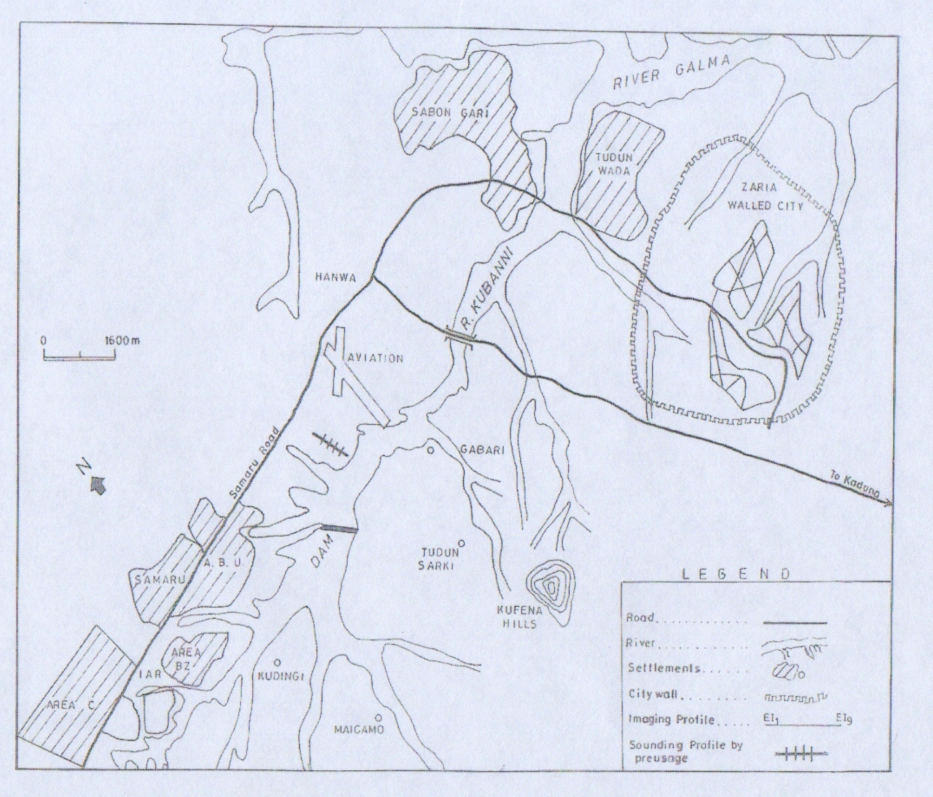 RIVER GALMA
SABON GARI
TUDUN
WADA
ZARIA
WALLED CITY
HANWA
R. KUBANNI
0 1600m
AVIATION
Samaru Road
GABARI
N
To Kaduna
DAM
TUDUN
SARKI
A. B. U
SAMARU
KUFENA
HILLS
AREA
BZ
IAR
KUDINGI
AREA C
MAIGAMO
LEGEND
Road
River
Settlements
City wall
Imaging Profile EI1 EI9
Sounding Profile by
preusage